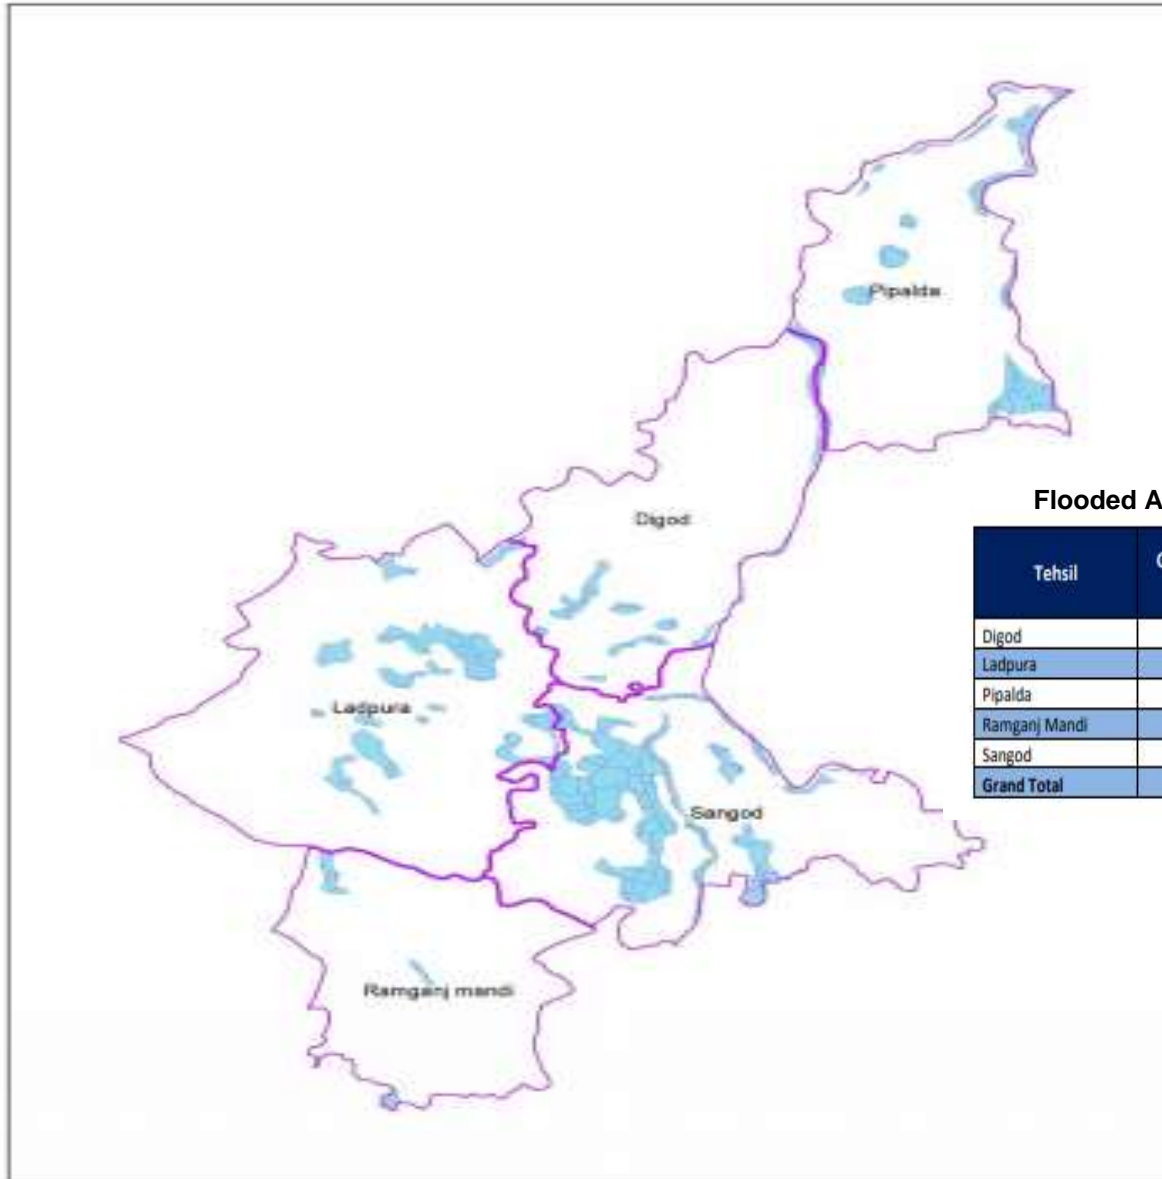 Pipalda
Digod
Ladpura
Sangod
Ramganj mandi
Flooded A
Tehsil
Digod
Ladpura
Pipalda
Ramganj Mandi
Sangod
Grand Total